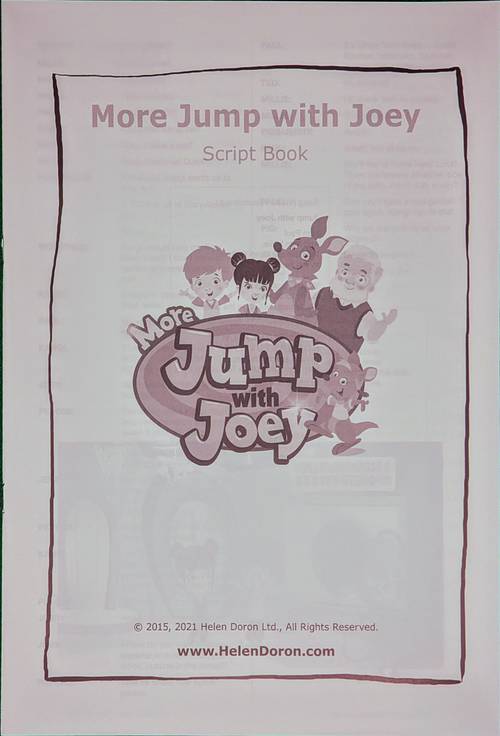 More Jump with Joey
Script Book
More
Jump
with
Joey
© 2015, 2021 Helen Doron Ltd., All Rights Reserved.
www.HelenDoron.com